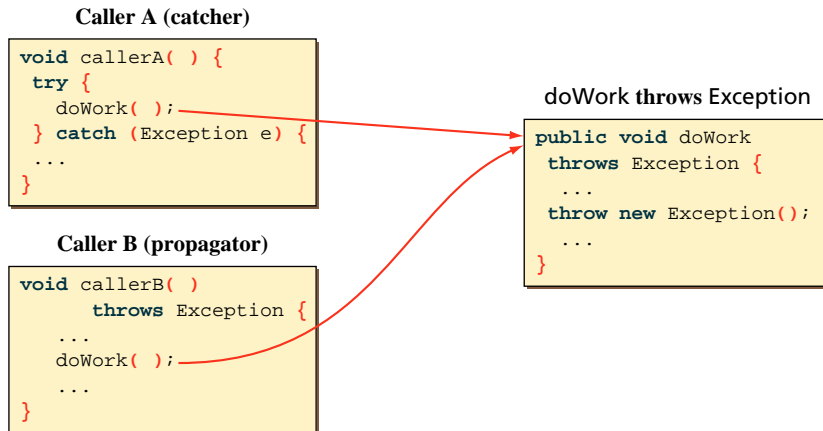 Caller A (catcher)
void callerA( ) {
try {
doWork( );
} catch (Exception e) {
...
}
Caller B (propagator)
void callerB( )
throws Exception {
...
doWork( );
...
}
doWork throws Exception
public void doWork
throws Exception {
...
throw new Exception();
...
}